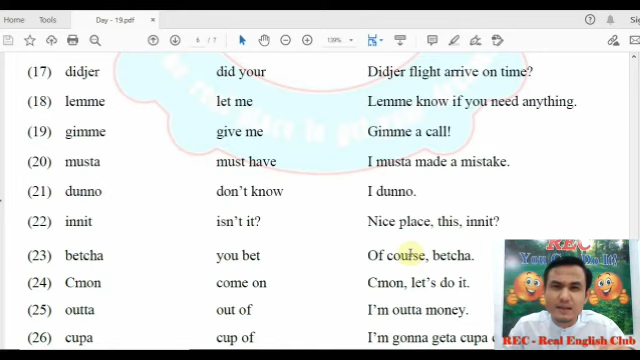 Home Tools Day - 19.pdf × Sign In
6 / 7 139%
(17) didjer did your Didjer flight arrive on time?
(18) lemme let me Lemme know if you need anything.
(19) gimme give me Gimme a call!
(20) musta must have I musta made a mistake.
(21) dunno don't know I dunno.
(22) innit isn't it? Nice place, this, innit?
(23) betcha you bet Of course, betcha.
(24) Cmon come on Cmon, let's do it.
(25) outta out of I'm outta money.
(26) cupa cup of I'm gonna geta cupa
REC
You Can Do It!
REC - Real English Club